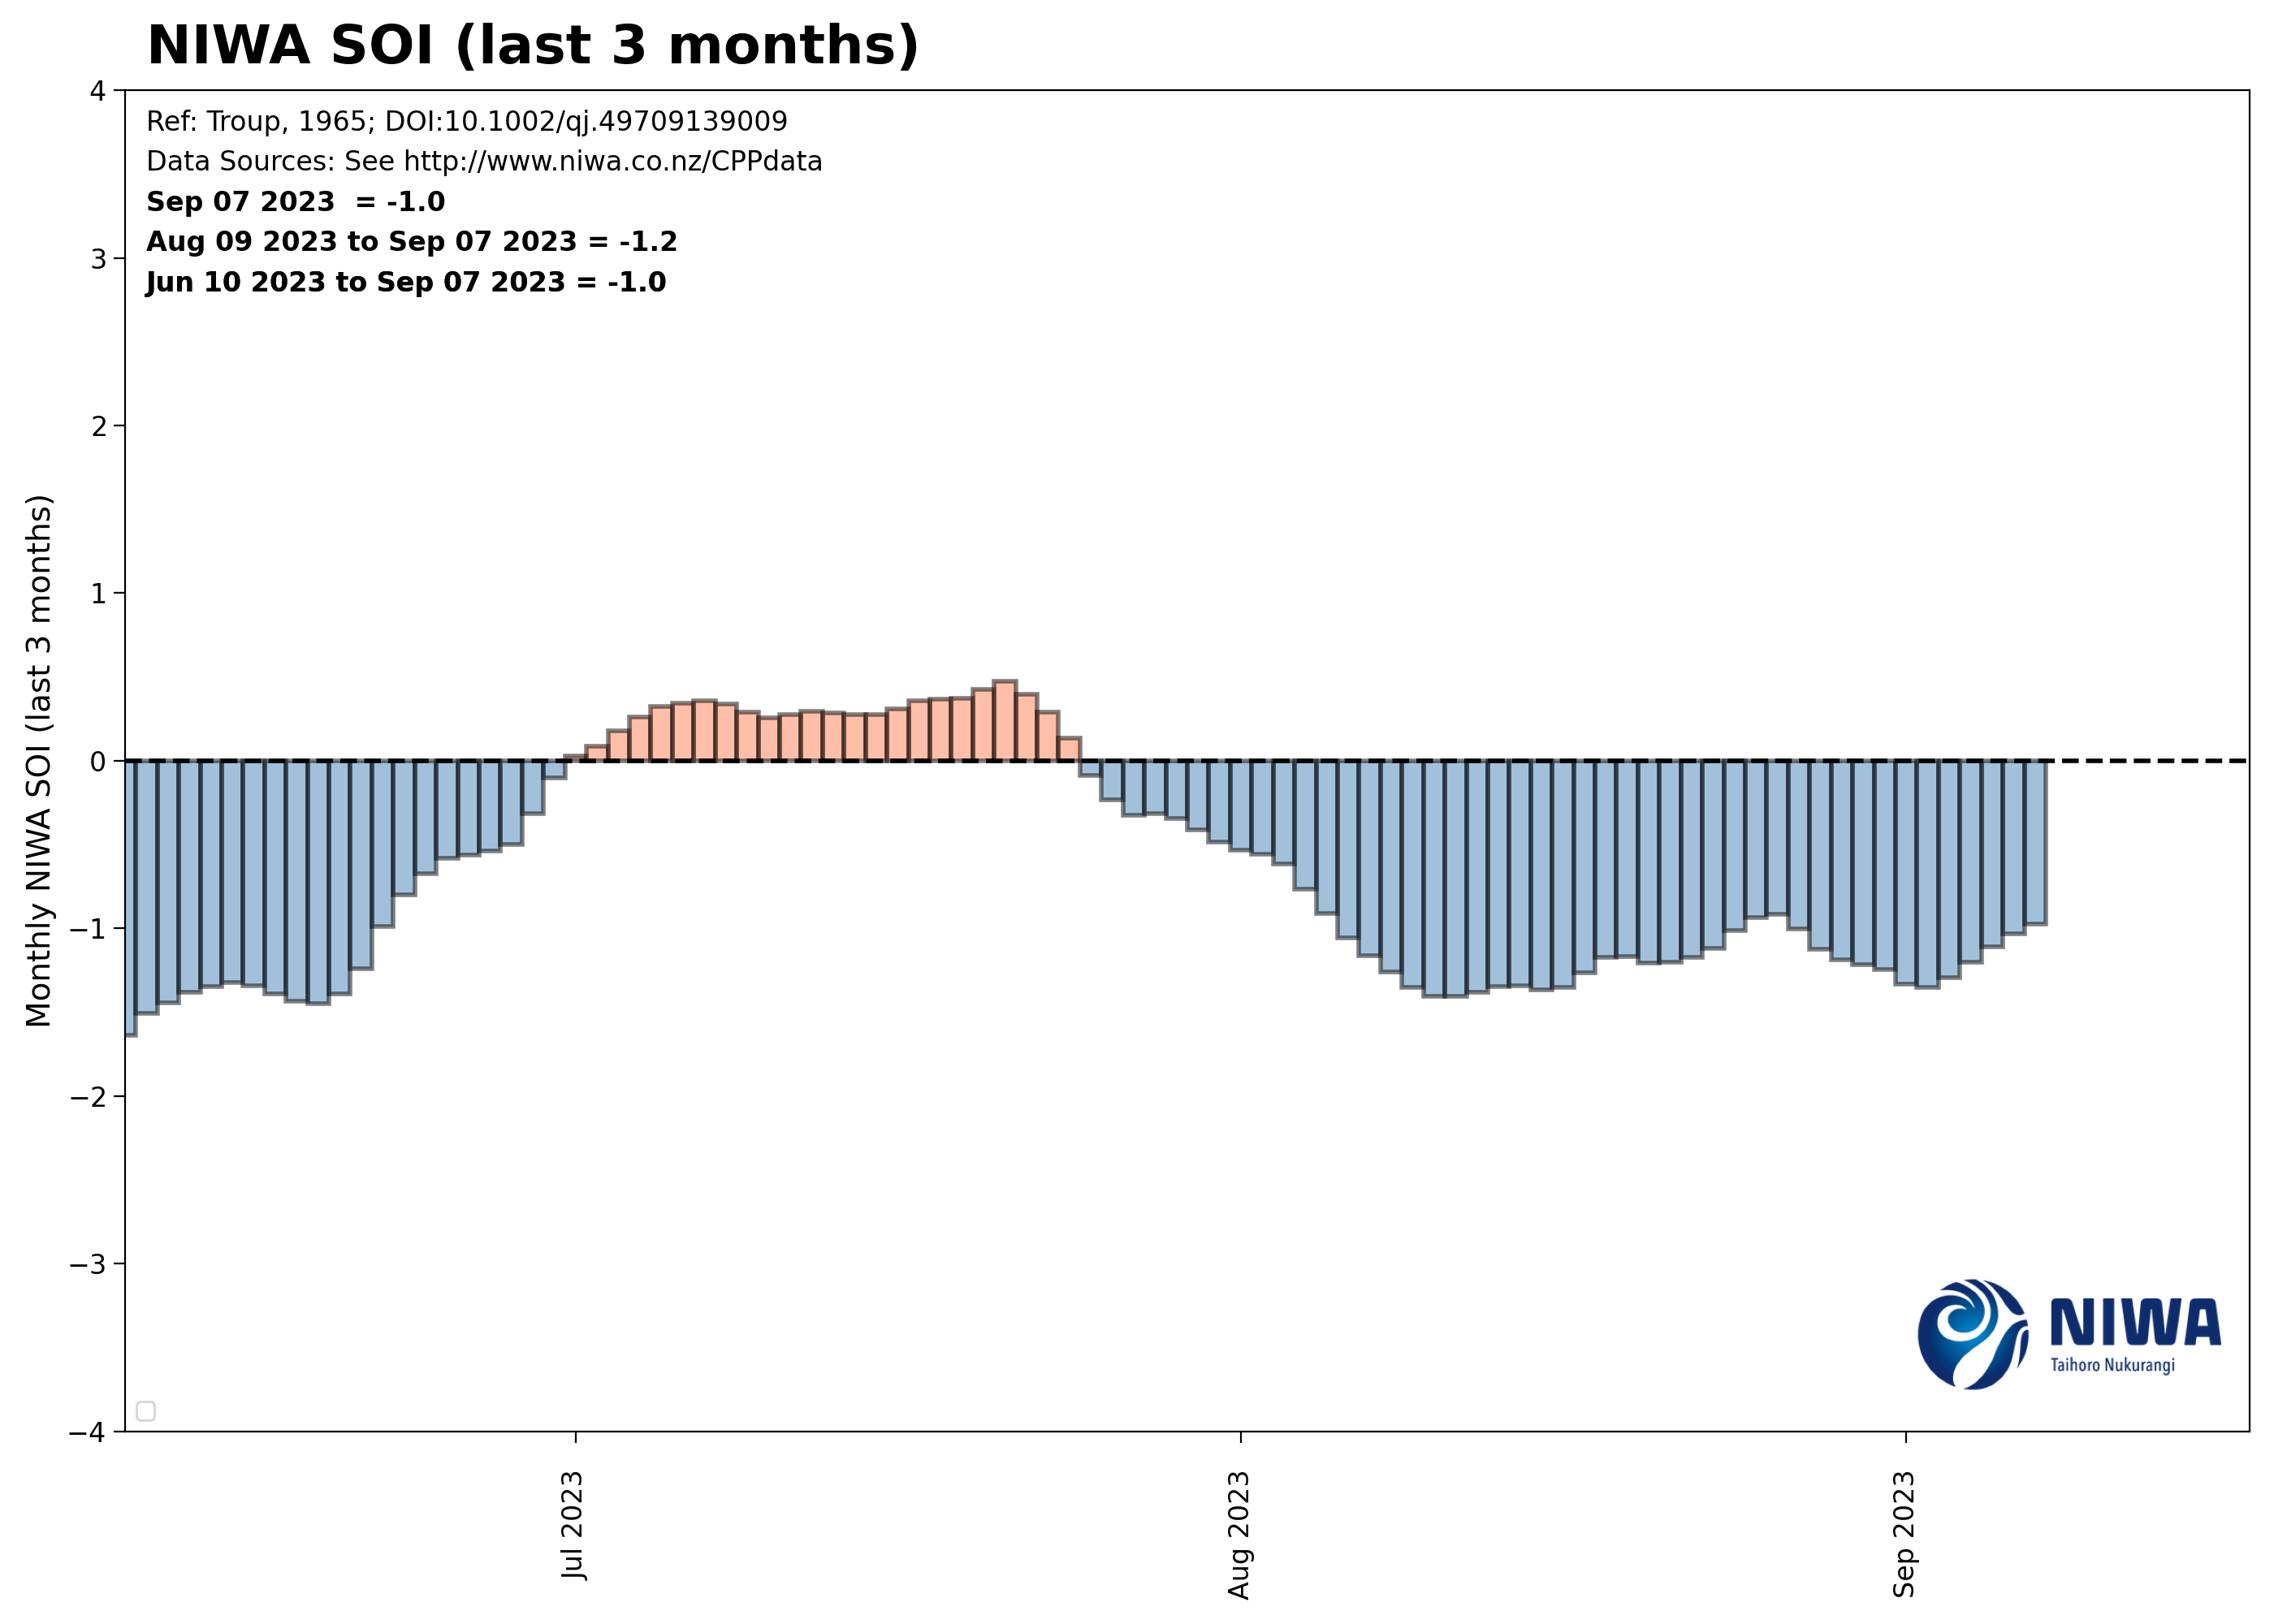 NIWA SOI (last 3 months)
Ref: Troup, 1965; DOI:10.1002/qj.49709139009
Data Sources: See http://www.niwa.co.nz/CPPdata
Sep 07 2023  = -1.0
Aug 09 2023 to Sep 07 2023 = -1.2
Jun 10 2023 to Sep 07 2023 = -1.0
Monthly NIWA SOI (last 3 months)
4
3
2
1
0
−1
−2
−3
−4
Jul 2023
Aug 2023
Sep 2023
NIWA
Taihoro Nukurangi